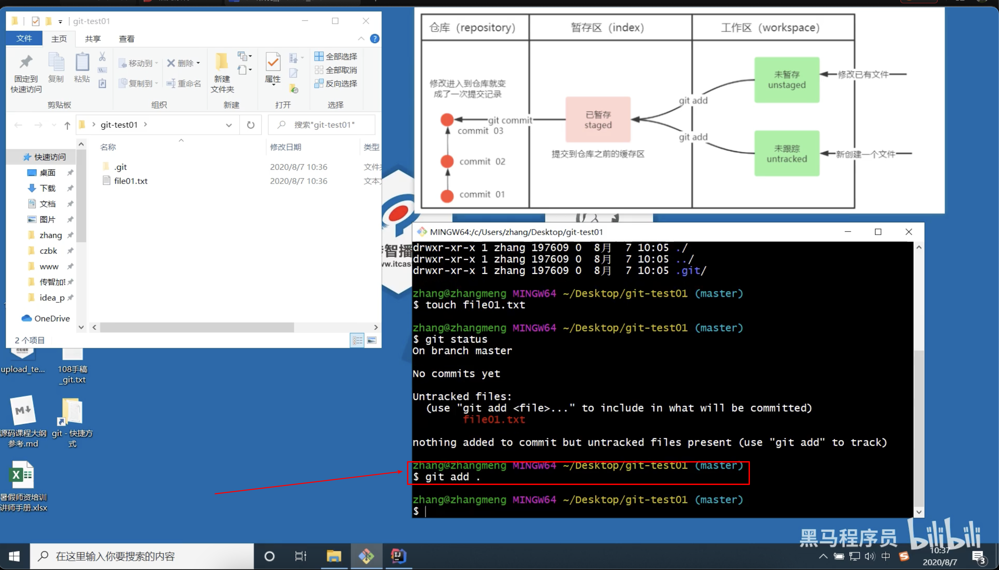 git-test01
文件
主页
共享
查看
固定到
快速访问
复制
粘贴
移动到
复制到
删除
重命名
新建
文件夹
属性
全部选择
全部取消
反向选择
剪贴板
组织
新建
打开
选择
git-test01
搜索"git-test01"
名称
修改日期
类型
.git
2020/8/7 10:36
file01.txt
2020/8/7 10:36
快速访问
桌面
下载
文档
图片
zhang
czbk
www
传智加
idea_p
OneDrive
2 个项目
仓库（repository）
暂存区（index）
工作区（workspace）
修改进入到仓库就变
成了一次提交记录
git commit
commit 03
commit 02
commit 01
已暂存
staged
提交到仓库之前的缓存区
git add
git add
未暂存
unstaged
未跟踪
untracked
修改已有文件
新创建一个文件
智播
MINGW64:/c/Users/zhang/Desktop/git-test01
drwxr-xr-x 1 zhang 197609 0  8月  7 10:05 ./
drwxr-xr-x 1 zhang 197609 0  8月  7 10:05 ../
drwxr-xr-x 1 zhang 197609 0  8月  7 10:05 .git/
zhang@zhangmeng MINGW64 ~/Desktop/git-test01 (master)
$ touch file01.txt
zhang@zhangmeng MINGW64 ~/Desktop/git-test01 (master)
$ git status
On branch master
No commits yet
Untracked files:
(use "git add <file>..." to include in what will be committed)
file01.txt
nothing added to commit but untracked files present (use "git add" to track)
zhang@zhangmeng MINGW64 ~/Desktop/git-test01 (master)
$ git add .
zhang@zhangmeng MINGW64 ~/Desktop/git-test01 (master)
$
upload_te...
108手稿
_git.txt
源码课程大纲
参考.md
git - 快捷方
式
暑假师资培训
讲师手册.xlsx
黑马程序员
bilibili
在这里输入你要搜索的内容
中
10:37
2020/8/7
3